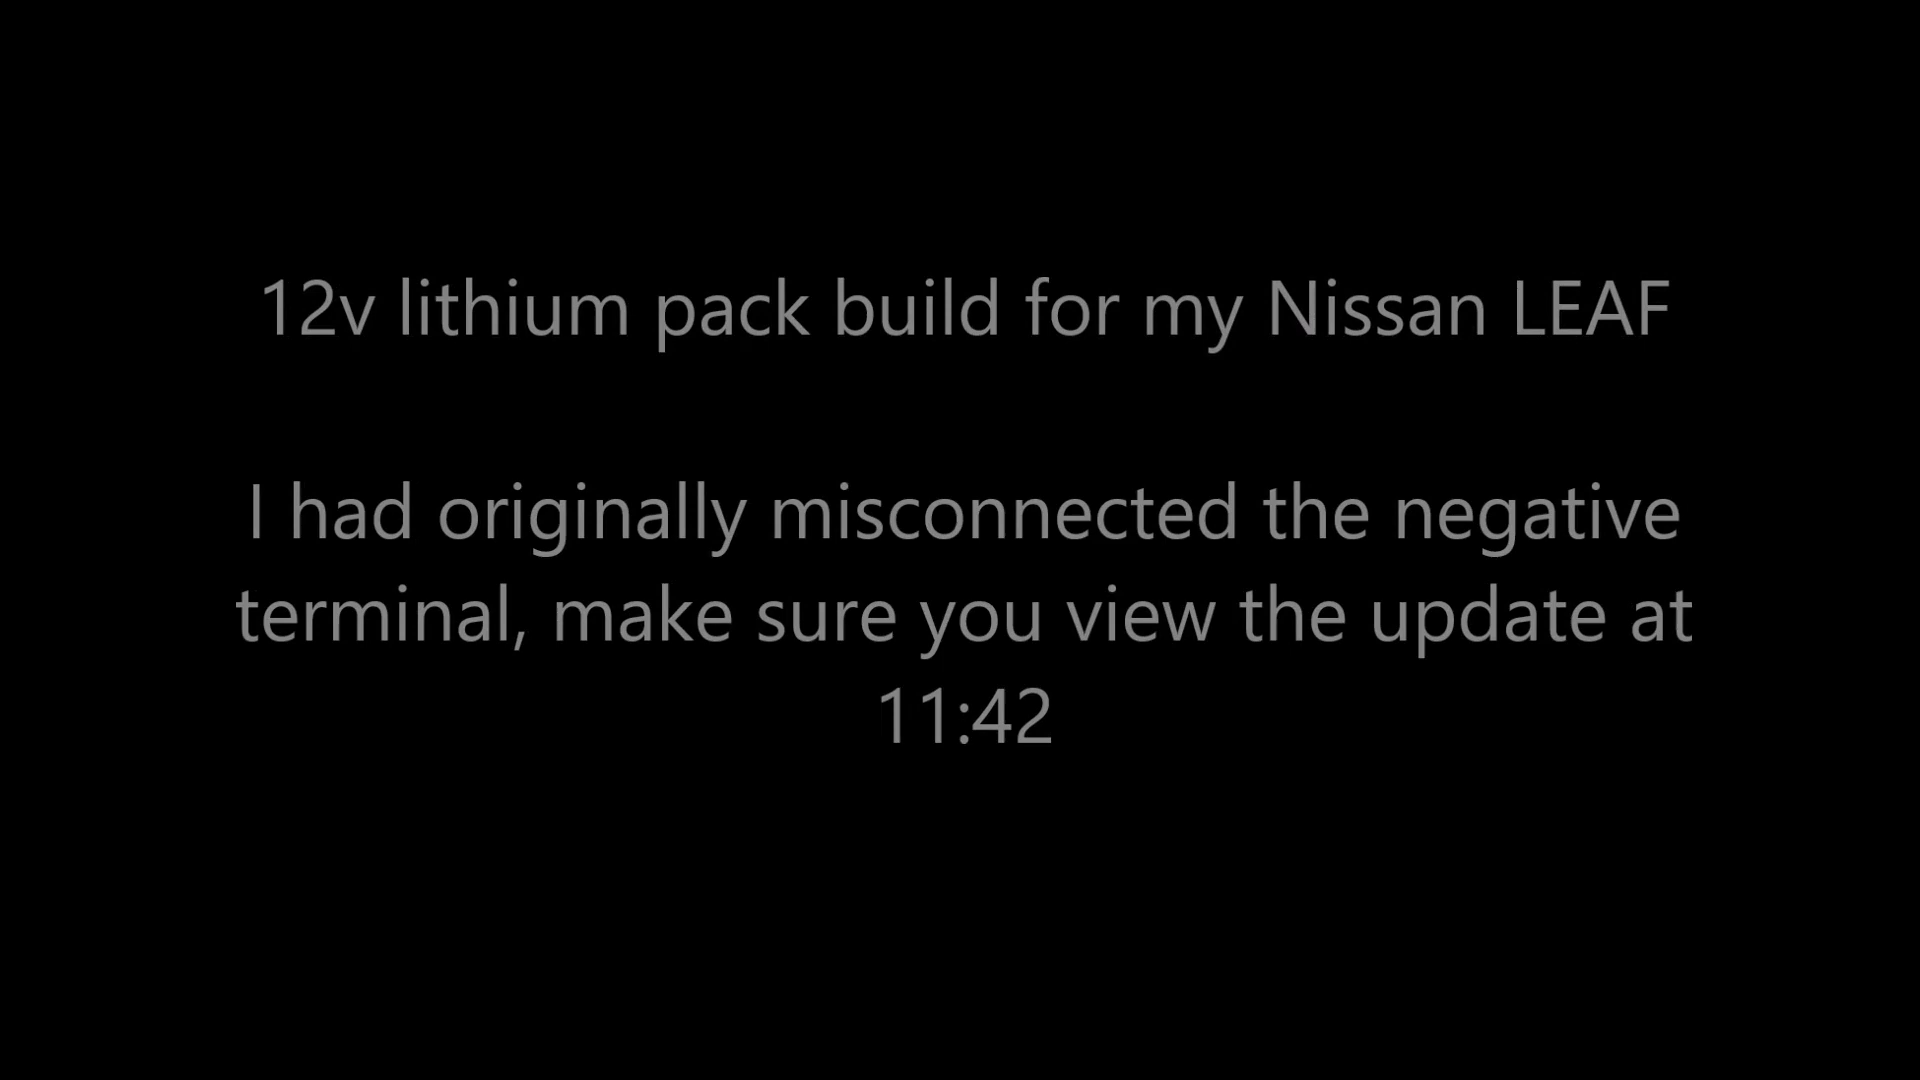 12v lithium pack build for my Nissan LEAF
I had originally misconnected the negative
terminal, make sure you view the update at
11:42